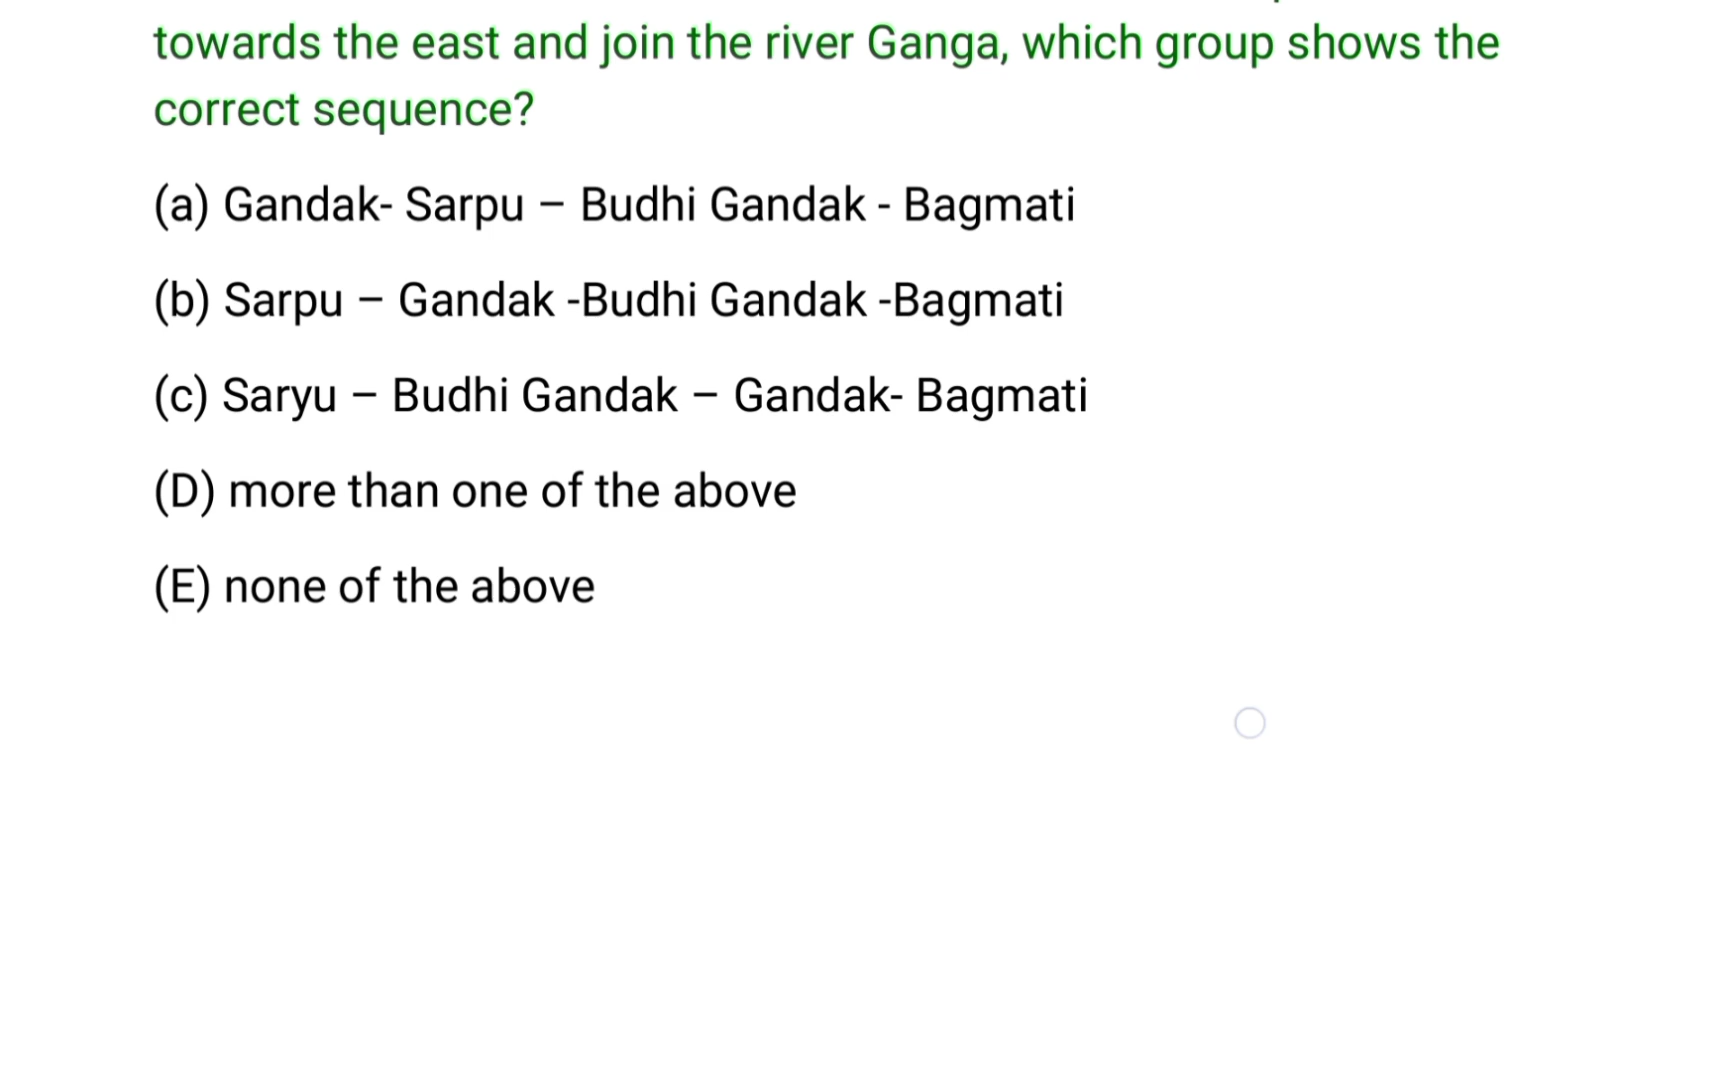 towards the east and join the river Ganga, which group shows the
correct sequence?
(a) Gandak- Sarpu – Budhi Gandak - Bagmati
(b) Sarpu – Gandak -Budhi Gandak -Bagmati
(c) Saryu – Budhi Gandak – Gandak- Bagmati
(D) more than one of the above
(E) none of the above